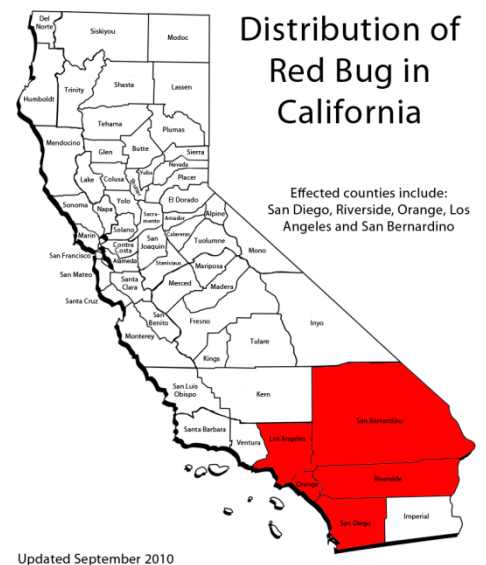 Distribution of
Red Bug in
California
Effected counties include:
San Diego, Riverside, Orange, Los
Angeles and San Bernardino
Del
Norte
Siskiyou
Modoc
Humboldt
Trinity
Shasta
Lassen
Tehama
Plumas
Mendocino
Glen
Butte
Sierra
Nevada
Yuba
Placer
Lake
Colusa
Sutter
Sonoma
Napa
Yolo
El Dorado
Alpine
Sacra-
mento
Amador
Solano
Calaveras
Marin
Contra
Costa
San
Joaquin
Tuolumne
Mono
San Francisco
Alameda
Stanislaus
San Mateo
Santa
Clara
Mariposa
Merced
Madera
Santa Cruz
San
Benito
Fresno
Inyo
Monterey
Tulare
Kings
San Luis
Obispo
Kern
San Bernardino
Santa Barbara
Ventura
Los Angeles
Orange
Riverside
San Diego
Imperial
Updated September 2010